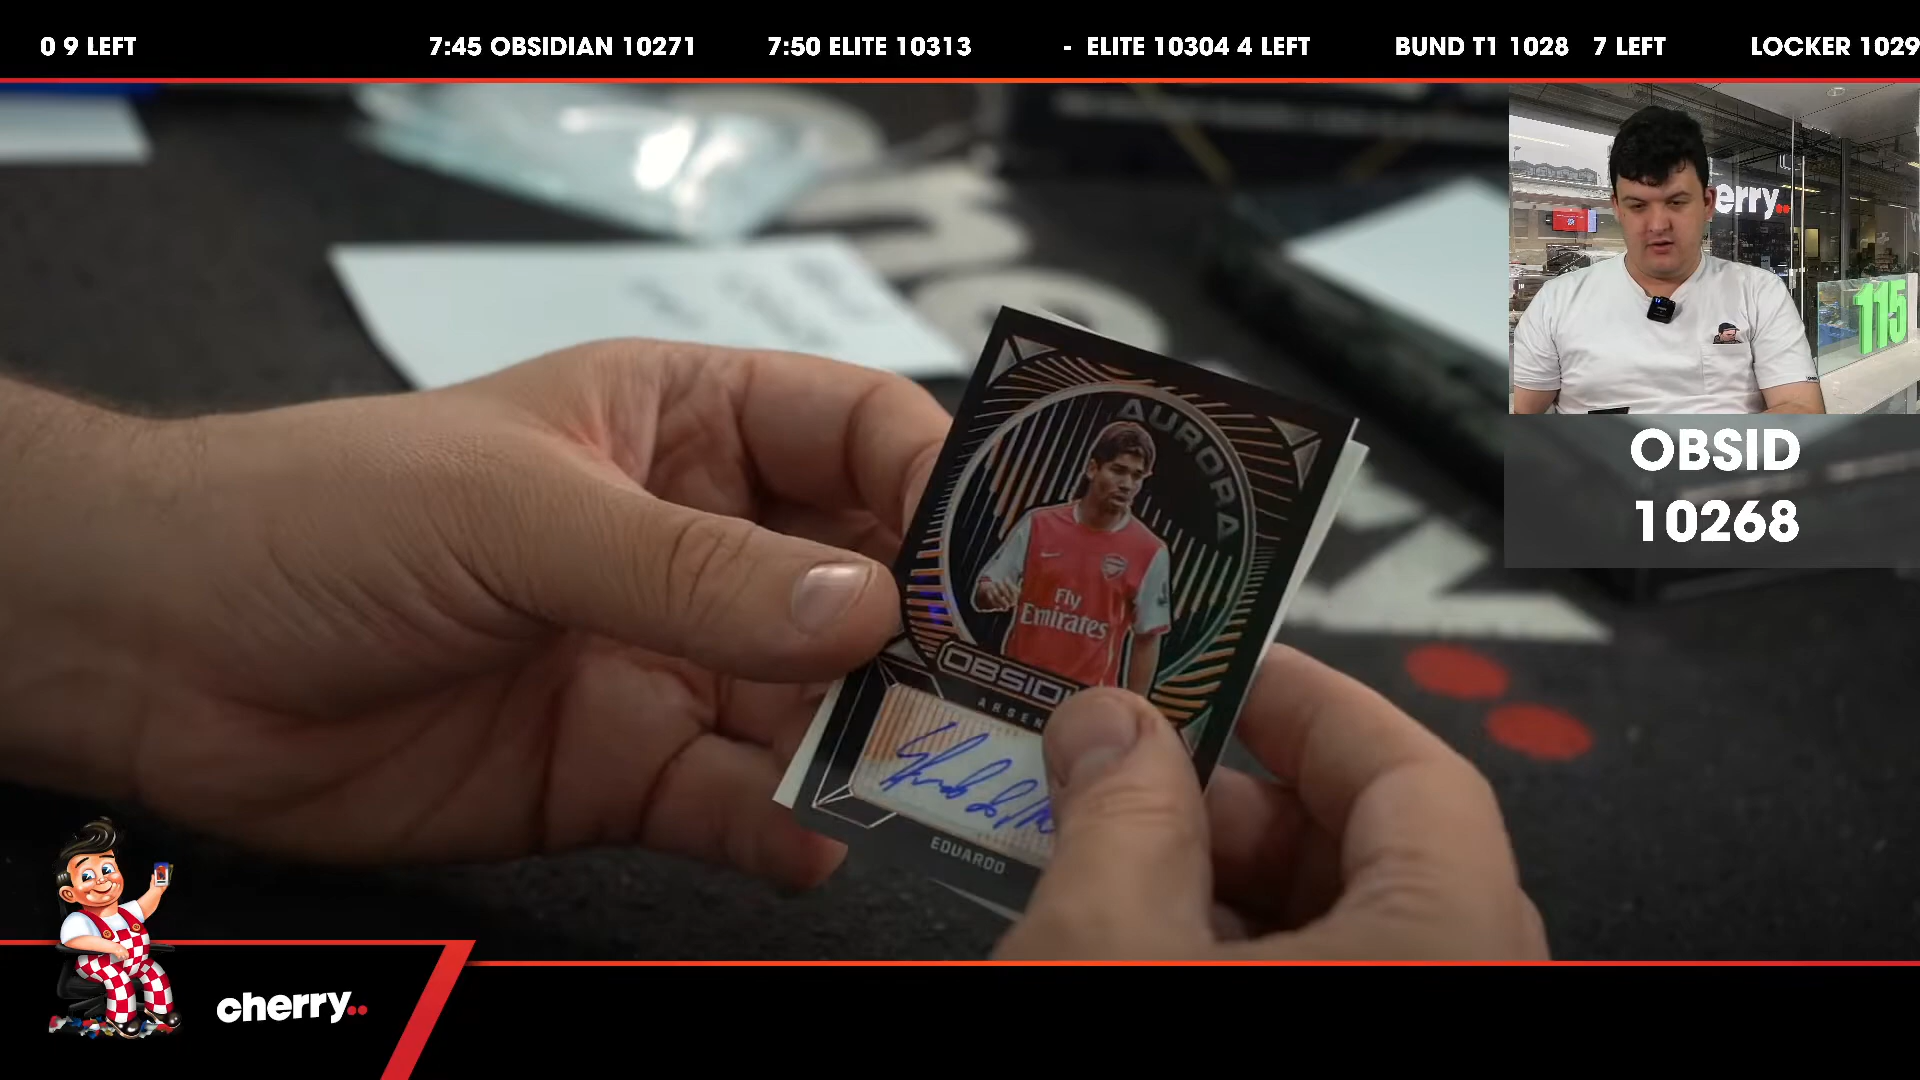 0 9 LEFT 7:45 OBSIDIAN 10271 7:50 ELITE 10313 - ELITE 10304 4 LEFT BUND T1 1028 7 LEFT LOCKER 1029
erry..
115
OBSID
10268
AURORA
Fly
Emirates
OBSIDI
ARSEN
EDUARDO
cherry..